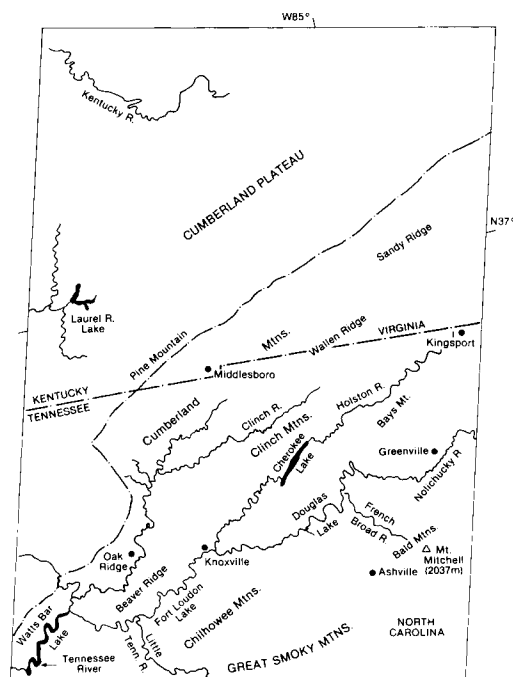 W85°
Kentucky R.
CUMBERLAND PLATEAU
N37°
Sandy Ridge
Laurel R.
Lake
Pine Mountain
Mtns.
Wallen Ridge
VIRGINIA
Kingsport
Middlesboro
KENTUCKY
TENNESSEE
Cumberland
Clinch R.
Clinch Mtns.
Holston R.
Bays Mt.
Cherokee
Lake
Greenville
Nolichucky R
Douglas
Lake
French
Broad R.
Bald Mtns.
Mt.
Mitchell
(2037m)
Ashville
Oak
Ridge
Knoxville
Beaver Ridge
Fort Loudon
Lake
Chilhowee Mtns.
Watts Bar
Lake
Tennessee
River
Little
Tenn. R.
GREAT SMOKY MTNS.
NORTH
CAROLINA